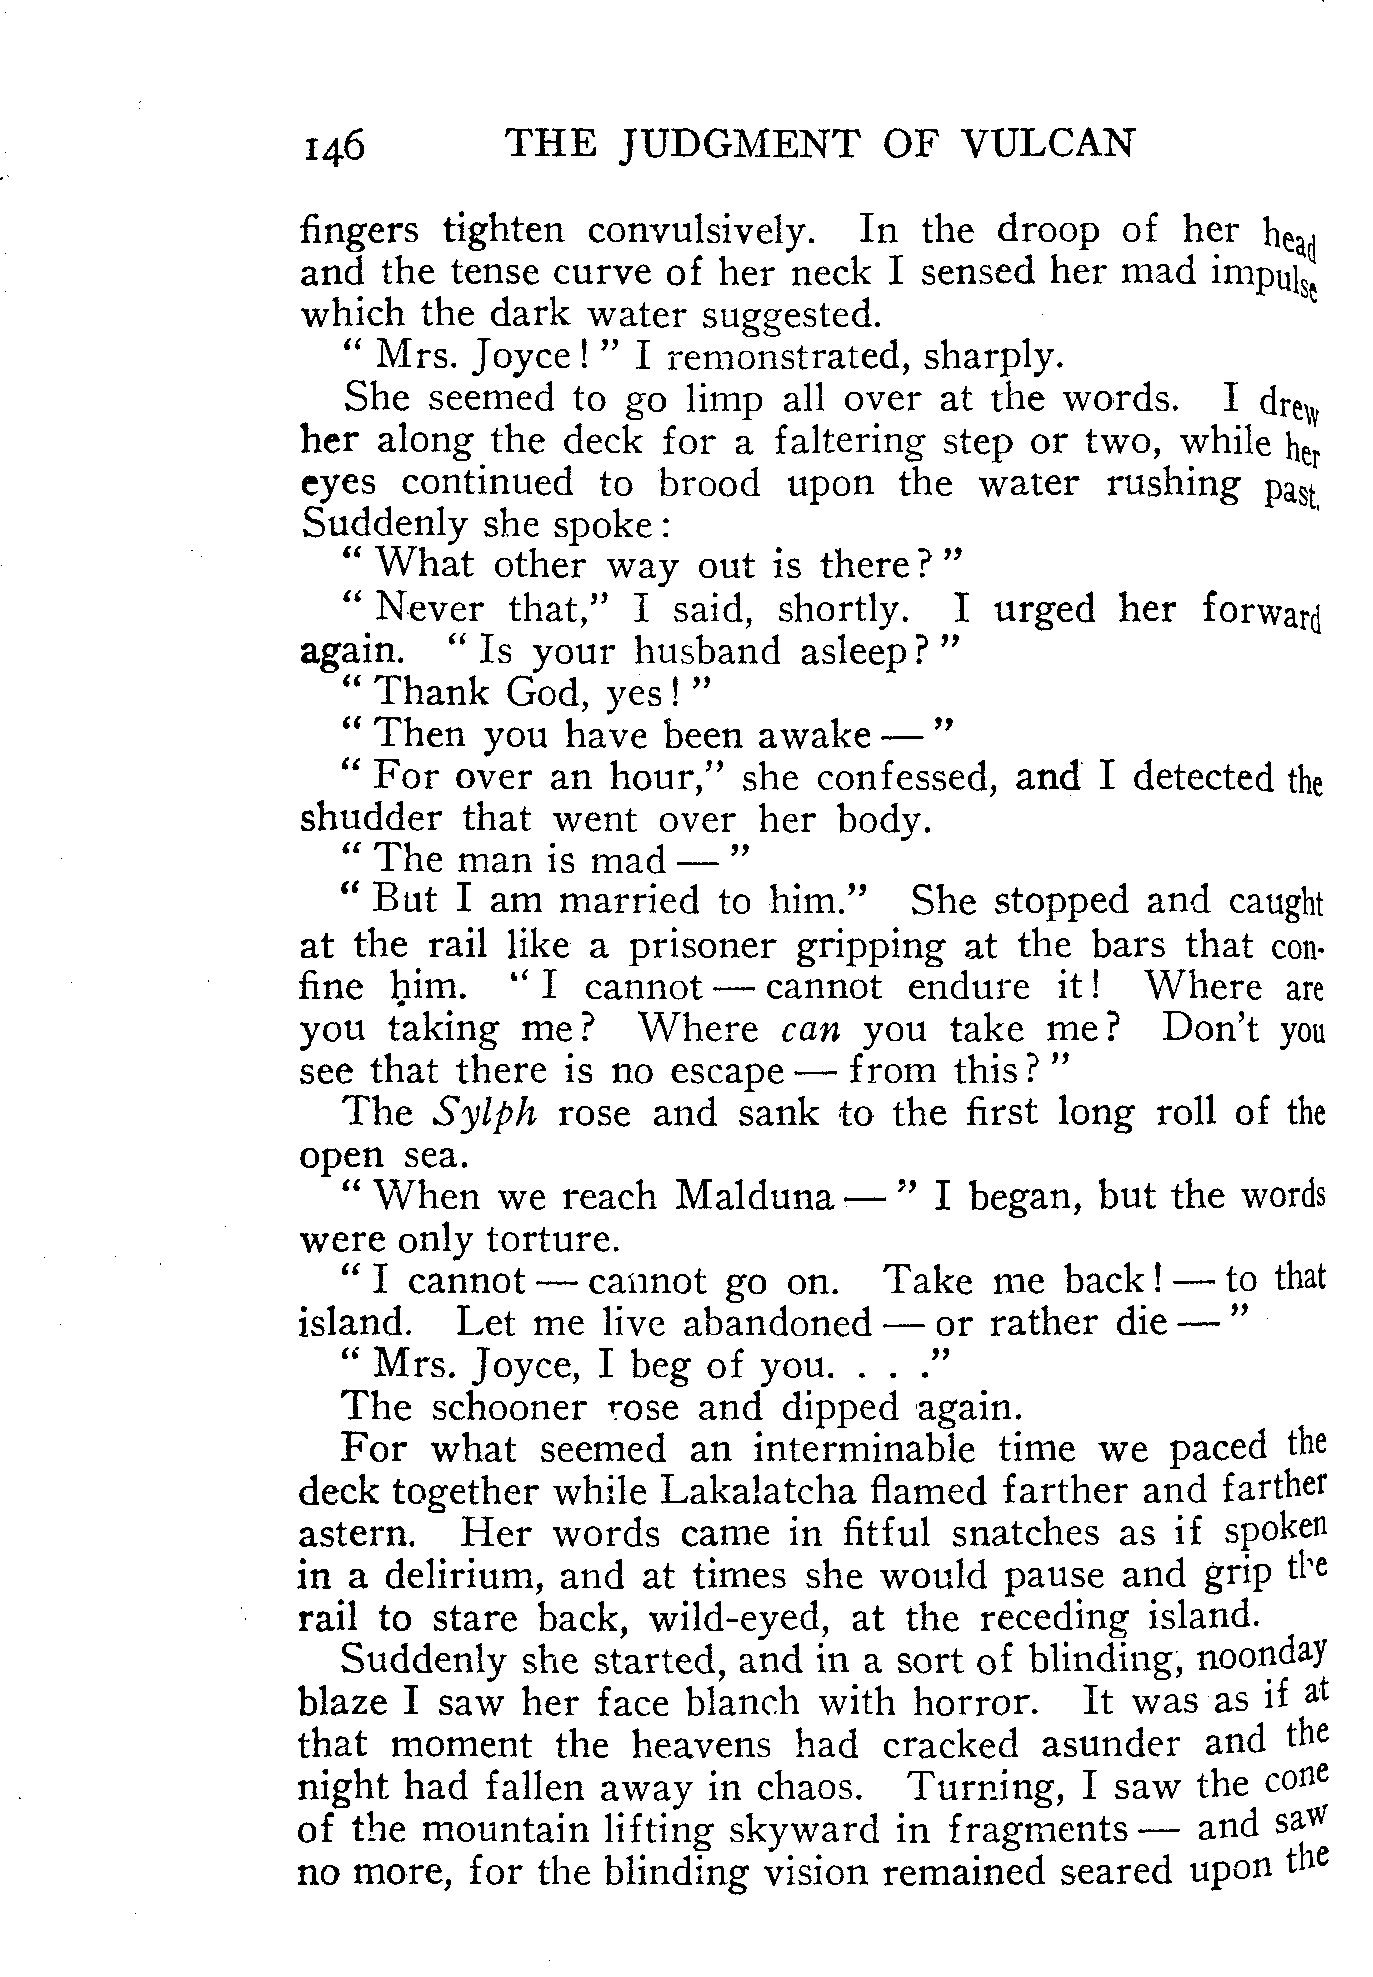 146 THE JUDGMENT OF VULCAN
fingers tighten convulsively. In the droop of her head
and the tense curve of her neck I sensed her mad impulse
which the dark water suggested.
" Mrs. Joyce ! " I remonstrated, sharply.
She seemed to go limp all over at the words. I drew
her along the deck for a faltering step or two, while her
eyes continued to brood upon the water rushing past.
Suddenly she spoke :
" What other way out is there ? "
" Never that," I said, shortly. I urged her forward
again. " Is your husband asleep ? "
" Thank God, yes ! "
" Then you have been awake — "
" For over an hour," she confessed, and I detected the
shudder that went over her body.
" The man is mad — "
" But I am married to him." She stopped and caught
at the rail like a prisoner gripping at the bars that con-
fine him. " I cannot — cannot endure it ! Where are
you taking me ? Where can you take me ? Don't you
see that there is no escape — from this ? "
The Sylph rose and sank to the first long roll of the
open sea.
" When we reach Malduna — " I began, but the words
were only torture.
" I cannot — cannot go on. Take me back ! — to that
island. Let me live abandoned — or rather die — "
" Mrs. Joyce, I beg of you. . . ."
The schooner rose and dipped again.
For what seemed an interminable time we paced the
deck together while Lakalatcha flamed farther and farther
astern. Her words came in fitful snatches as if spoken
in a delirium, and at times she would pause and grip the
rail to stare back, wild-eyed, at the receding island.
Suddenly she started, and in a sort of blinding, noonday
blaze I saw her face blanch with horror. It was as if at
that moment the heavens had cracked asunder and the
night had fallen away in chaos. Turning, I saw the cone
of the mountain lifting skyward in fragments — and saw
no more, for the blinding vision remained seared upon the